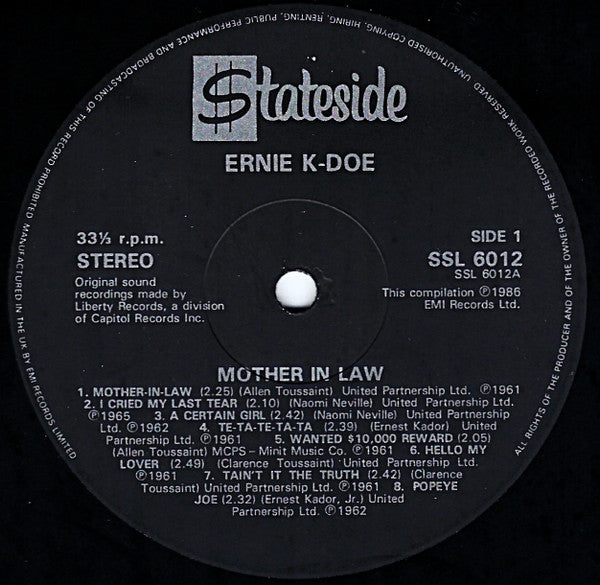 $tateside
ERNIE K-DOE
33⅓ r.p.m.
STEREO
Original sound
recordings made by
Liberty Records, a division
of Capitol Records Inc.
SIDE 1
SSL 6012
SSL 6012A
This compilation ℗1986
EMI Records Ltd.
MOTHER IN LAW
1. MOTHER-IN-LAW (2.25) (Allen Toussaint) United Partnership Ltd. ℗1961
2. I CRIED MY LAST TEAR (2.10) (Naomi Neville) United Partnership Ltd.
℗1965 3. A CERTAIN GIRL (2.42) (Naomi Neville) United Partnership
Ltd. ℗1962 4. TE-TA-TE-TA-TA (2.39) (Ernest Kador) United
Partnership Ltd. ℗1961 5. WANTED $10,000 REWARD (2.05)
(Allen Toussaint) MCPS-Minit Music Co. ℗1961 6. HELLO MY
LOVER (2.49) (Clarence Toussaint) United Partnership Ltd.
℗1961 7. TAIN'T IT THE TRUTH (2.42) (Clarence
Toussaint) United Partnership Ltd. ℗1961 8. POPEYE
JOE (2.32) (Ernest Kador, Jr.) United
Partnership Ltd. ℗1962
ALL RIGHTS OF THE PRODUCER AND OF THE OWNER OF THE RECORDED WORK RESERVED UNAUTHORISED COPYING, HIRING, RENTING, PUBLIC PERFORMANCE AND BROADCASTING OF THIS RECORD PROHIBITED MANUFACTURED IN THE UK BY EMI RECORDS LIMITED